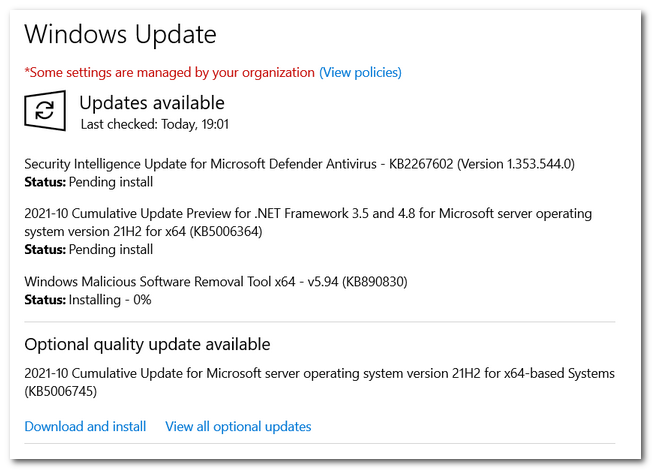 Windows Update
*Some settings are managed by your organization (View policies)
Updates available
Last checked: Today, 19:01
Security Intelligence Update for Microsoft Defender Antivirus - KB2267602 (Version 1.353.544.0)
Status: Pending install
2021-10 Cumulative Update Preview for .NET Framework 3.5 and 4.8 for Microsoft server operating
system version 21H2 for x64 (KB5006364)
Status: Pending install
Windows Malicious Software Removal Tool x64 - v5.94 (KB890830)
Status: Installing - 0%
Optional quality update available
2021-10 Cumulative Update for Microsoft server operating system version 21H2 for x64-based Systems
(KB5006745)
Download and install View all optional updates